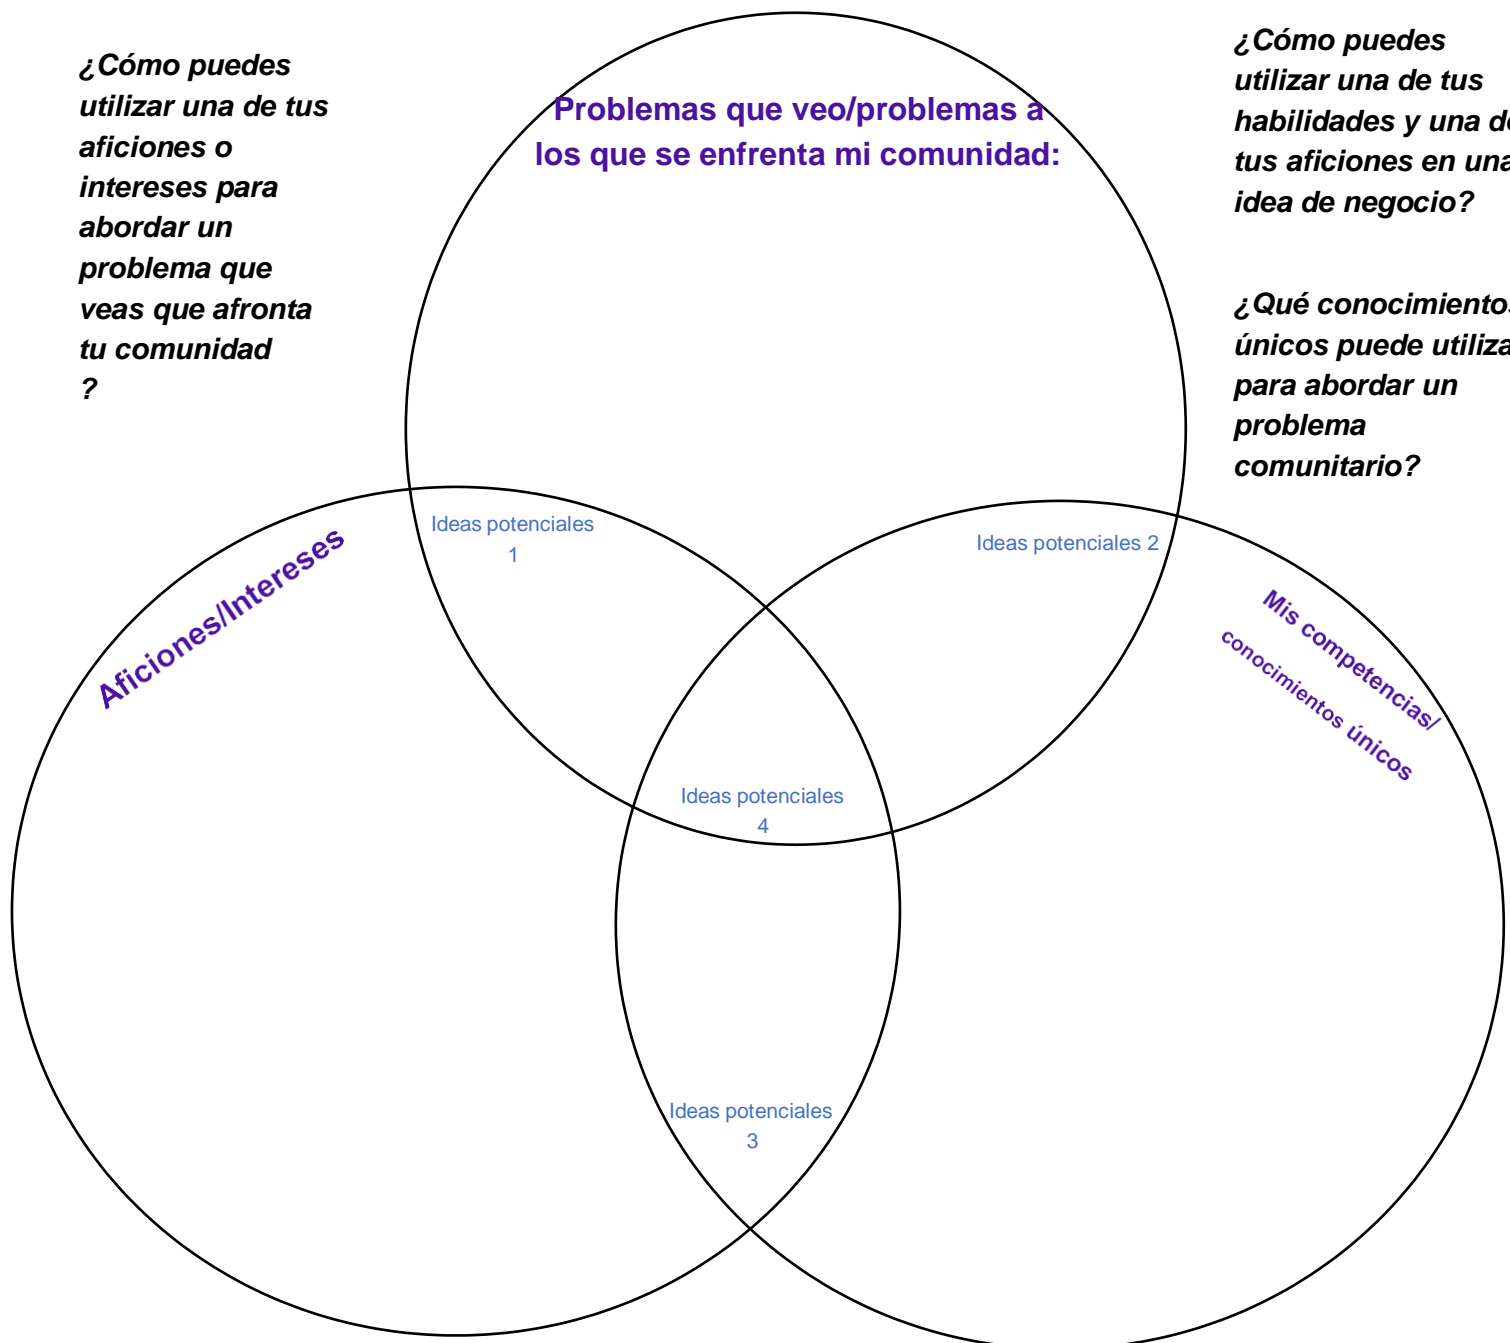 ¿Cómo puedes
utilizar una de tus
aficiones o
intereses para
abordar un
problema que
veas que afronta
tu comunidad
?
Problemas que veo/problemas a
los que se enfrenta mi comunidad:
¿Cómo puedes
utilizar una de tus
habilidades y una de
tus aficiones en una
idea de negocio?
¿Qué conocimientos
únicos puede utiliza
para abordar un
problema
comunitario?
Aficiones/Intereses
Ideas potenciales
1
Ideas potenciales 2
Mis competencias/
conocimientos únicos
Ideas potenciales
4
Ideas potenciales
3